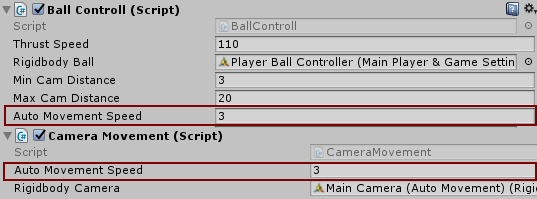 Ball Controll (Script)
Script BallControll
Thrust Speed 110
Rigidbody Ball Player Ball Controller (Main Player & Game Settin
Min Cam Distance 3
Max Cam Distance 20
Auto Movement Speed 3
Camera Movement (Script)
Script CameraMovement
Auto Movement Speed 3
Rigidbody Camera Main Camera (Auto Movement) (Rigi